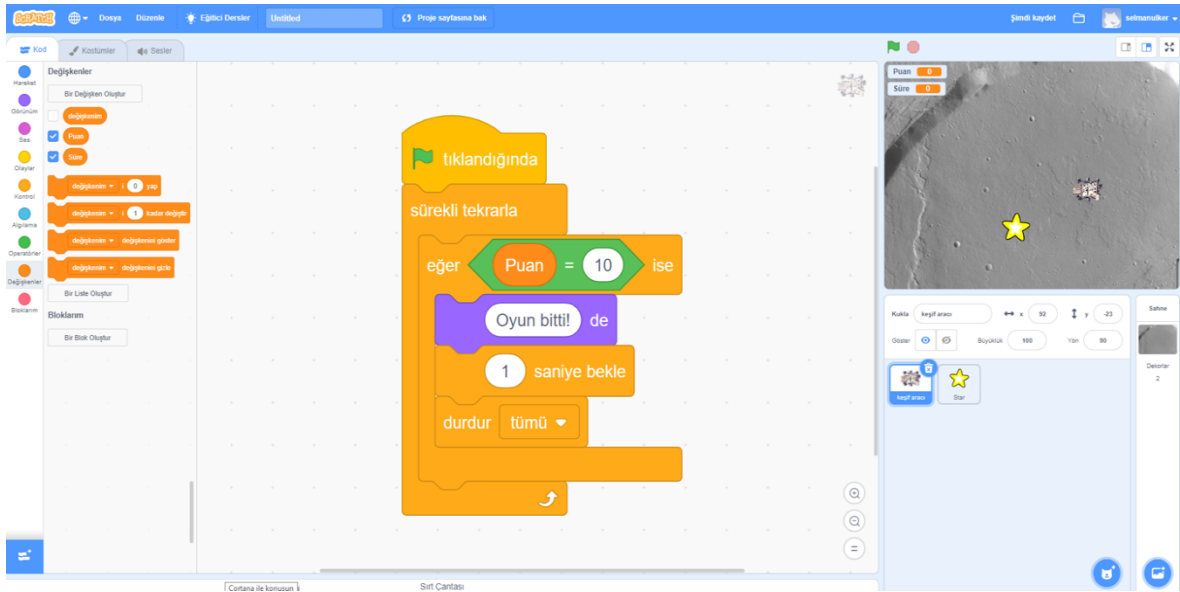 SCRATCH Dosya Düzenle Eğitici Dersler Untitled Proje sayfasına bak Şimdi kaydet selmanulker
Kod Kostümler Sesler
Hareket
Görünüm
Ses
Olaylar
Kontrol
Algılama
Operatörler
Değişkenler
Bloklarım
Değişkenler
Bir Değişken Oluştur
değişkenim
Puan
Süre
değişkenim i 0 yap
değişkenim i 1 kadar değiştir
değişkenim değişkenini göster
değişkenim değişkenini gizle
Bir Liste Oluştur
Bloklarım
Bir Blok Oluştur
tıklandığında
sürekli tekrarla
eğer Puan = 10 ise
Oyun bitti! de
1 saniye bekle
durdur tümü
Puan 0
Süre 0
Kukla keşif aracı x 92 y -23
Göster Büyüklük 100 Yön 90
keşif aracı
Star
Sahne
Dekorlar
2
Sırt Çantası
Cortana ile konuşun